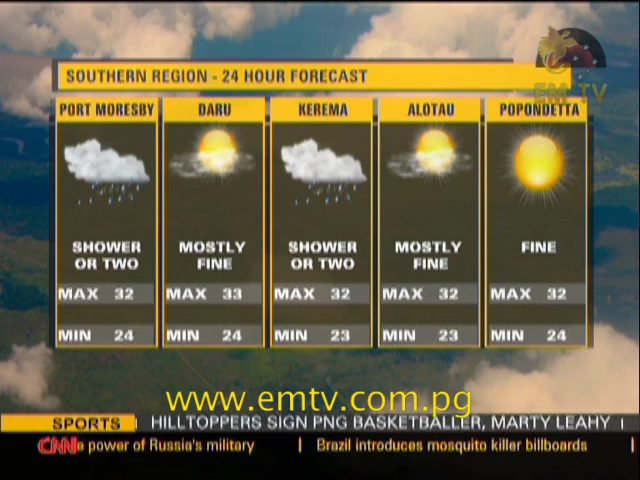 EMTV
SOUTHERN REGION - 24 HOUR FORECAST
PORT MORESBY DARU KEREMA ALOTAU POPONDETTA
SHOWER OR TWO
MOSTLY FINE
SHOWER OR TWO
MOSTLY FINE
FINE
MAX 32 MAX 33 MAX 32 MAX 32 MAX 32
MIN 24 MIN 24 MIN 23 MIN 23 MIN 24
www.emtv.com.pg
SPORTS HILLTOPPERS SIGN PNG BASKETBALLER, MARTY LEAHY
CNN e power of Russia's military | Brazil introduces mosquito killer billboards |